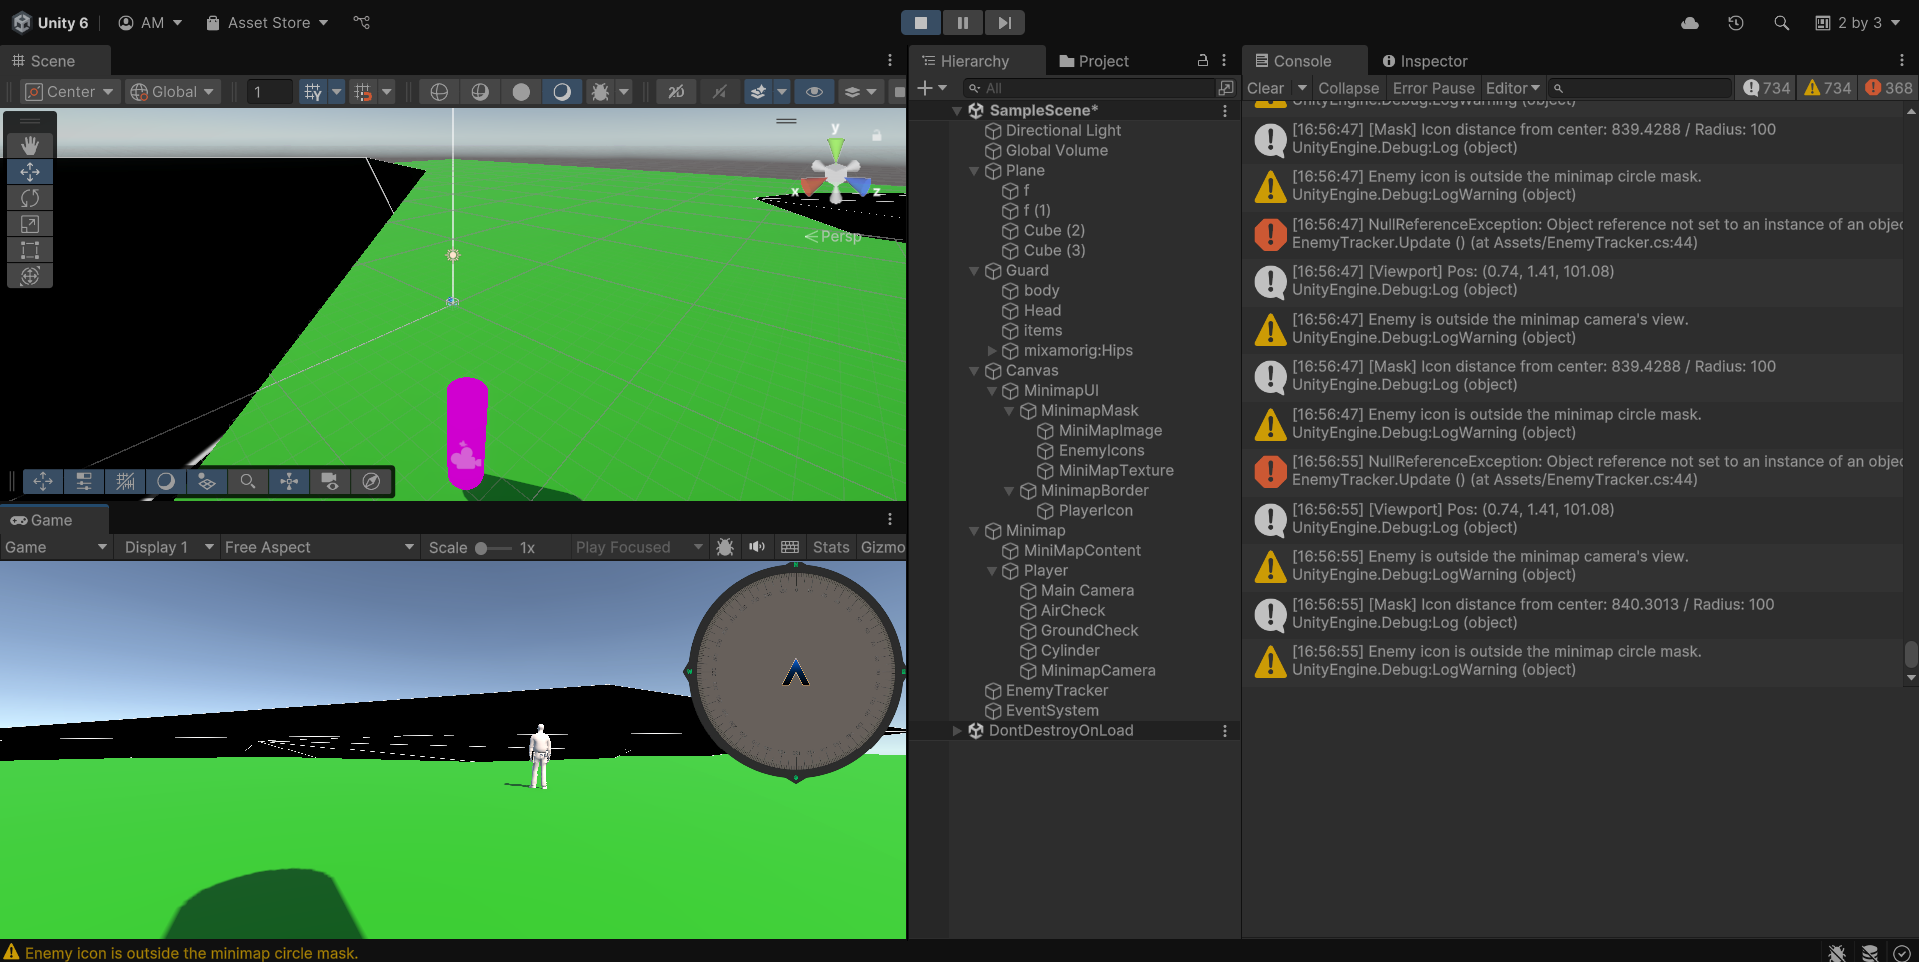 Unity 6
AM
Asset Store
2 by 3
Scene
Center
Global
1
2D
y
x
z
Persp
Game
Game
Display 1
Free Aspect
Scale
1x
Play Focused
Stats
Gizmo
Hierarchy
Project
All
SampleScene*
Directional Light
Global Volume
Plane
f
f (1)
Cube (2)
Cube (3)
Guard
body
Head
items
mixamorig:Hips
Canvas
MinimapUI
MinimapMask
MiniMapImage
EnemyIcons
MiniMapTexture
MinimapBorder
PlayerIcon
Minimap
MiniMapContent
Player
Main Camera
AirCheck
GroundCheck
Cylinder
MinimapCamera
EnemyTracker
EventSystem
DontDestroyOnLoad
Console
Inspector
Clear
Collapse
Error Pause
Editor
734
734
368
UnityEngine.Debug:LogWarning (object)
[16:56:47] [Mask] Icon distance from center: 839.4288 / Radius: 100
UnityEngine.Debug:Log (object)
[16:56:47] Enemy icon is outside the minimap circle mask.
UnityEngine.Debug:LogWarning (object)
[16:56:47] NullReferenceException: Object reference not set to an instance of an objec
EnemyTracker.Update () (at Assets/EnemyTracker.cs:44)
[16:56:47] [Viewport] Pos: (0.74, 1.41, 101.08)
UnityEngine.Debug:Log (object)
[16:56:47] Enemy is outside the minimap camera's view.
UnityEngine.Debug:LogWarning (object)
[16:56:47] [Mask] Icon distance from center: 839.4288 / Radius: 100
UnityEngine.Debug:Log (object)
[16:56:47] Enemy icon is outside the minimap circle mask.
UnityEngine.Debug:LogWarning (object)
[16:56:55] NullReferenceException: Object reference not set to an instance of an objec
EnemyTracker.Update () (at Assets/EnemyTracker.cs:44)
[16:56:55] [Viewport] Pos: (0.74, 1.41, 101.08)
UnityEngine.Debug:Log (object)
[16:56:55] Enemy is outside the minimap camera's view.
UnityEngine.Debug:LogWarning (object)
[16:56:55] [Mask] Icon distance from center: 840.3013 / Radius: 100
UnityEngine.Debug:Log (object)
[16:56:55] Enemy icon is outside the minimap circle mask.
UnityEngine.Debug:LogWarning (object)
Enemy icon is outside the minimap circle mask.